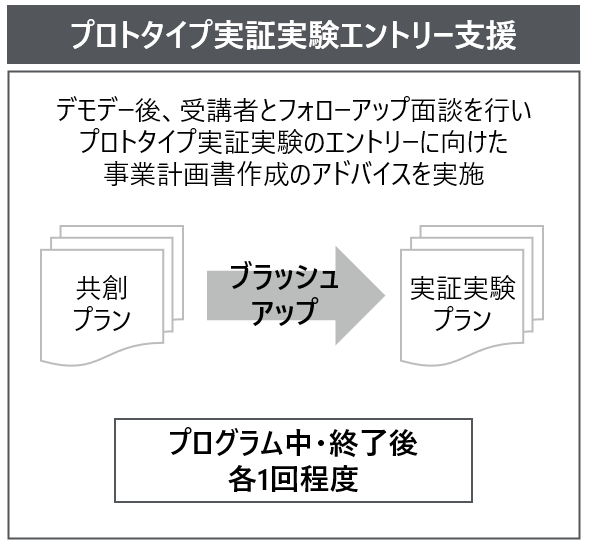 プロトタイプ実証実験エントリー支援
デモデー後、受講者とフォローアップ面談を行い
プロトタイプ実証実験のエントリーに向けた
事業計画書作成のアドバイスを実施
共創
プラン
ブラッシュ
アップ
実証実験
プラン
プログラム中・終了後
各1回程度